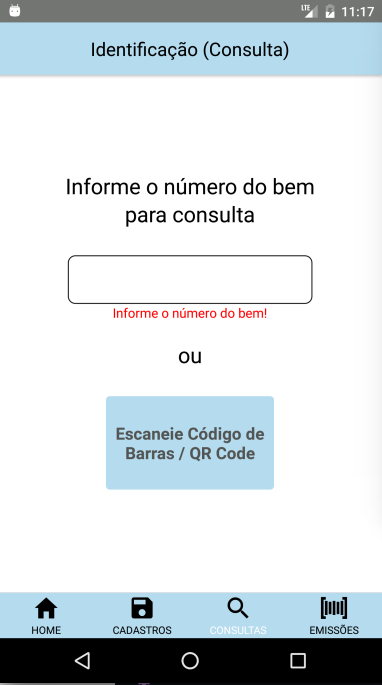 LTE 11:17
Identificação (Consulta)
Informe o número do bem
para consulta
Informe o número do bem!
ou
Escaneie Código de
Barras / QR Code
HOME CADASTROS CONSULTAS EMISSÕES